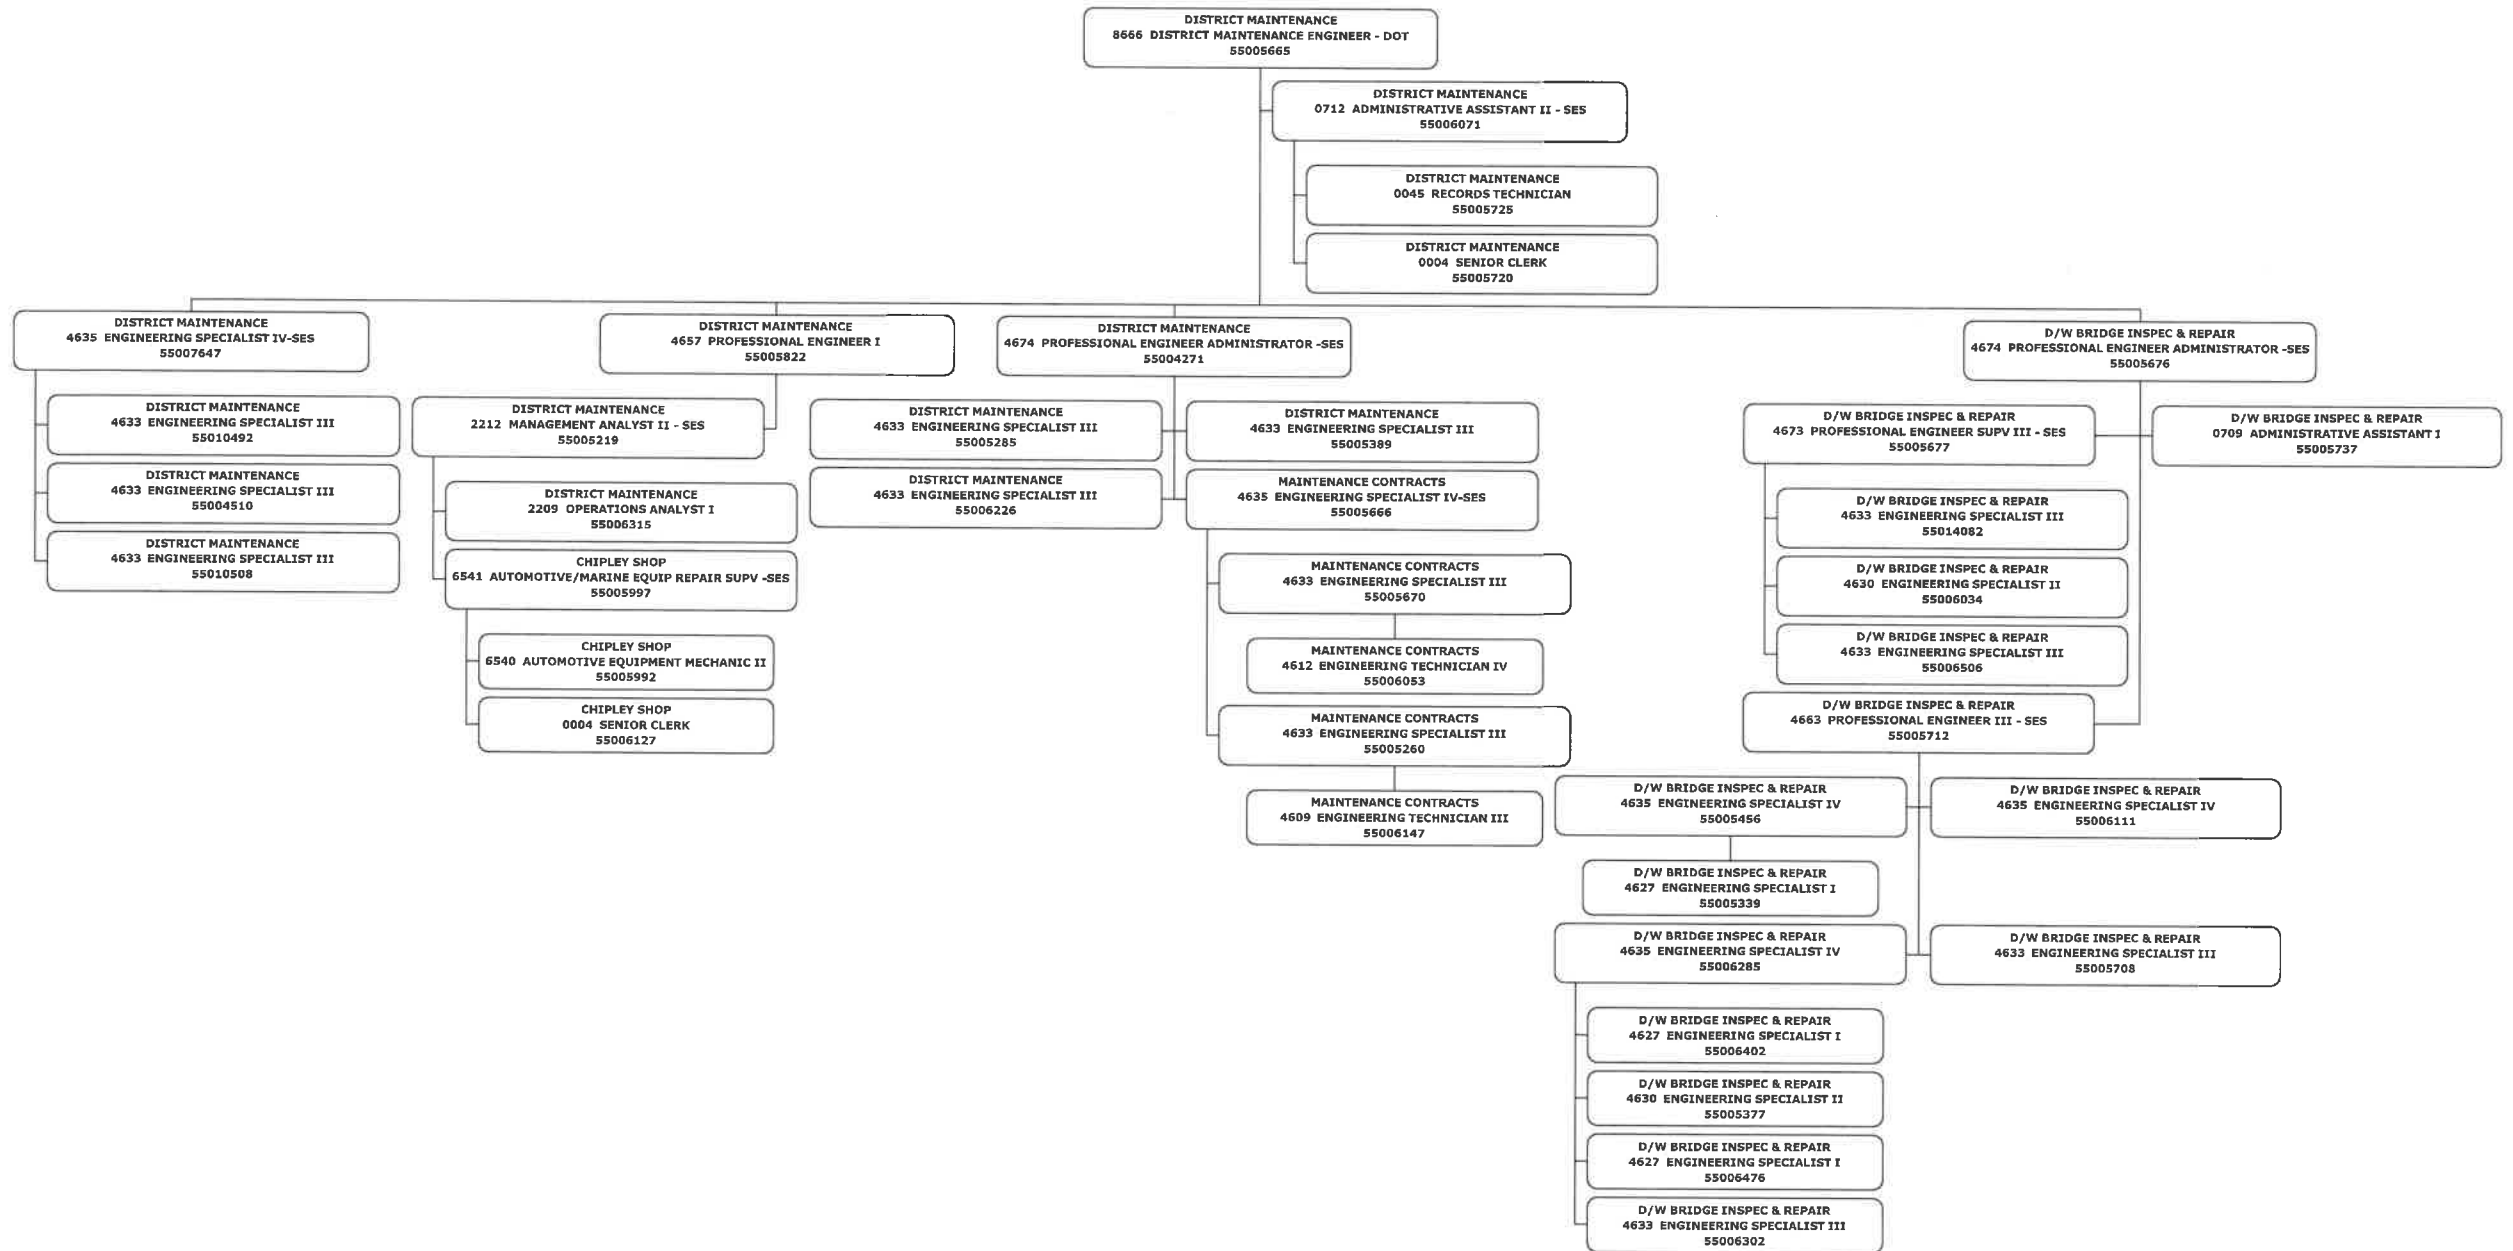 DISTRICT MAINTENANCE
8666 DISTRICT MAINTENANCE ENGINEER - DOT
55005665
DISTRICT MAINTENANCE
0712 ADMINISTRATIVE ASSISTANT II - SES
55006071
DISTRICT MAINTENANCE
0045 RECORDS TECHNICIAN
55005725
DISTRICT MAINTENANCE
0004 SENIOR CLERK
55005720
DISTRICT MAINTENANCE
4635 ENGINEERING SPECIALIST IV-SES
55007647
DISTRICT MAINTENANCE
4633 ENGINEERING SPECIALIST III
55010492
DISTRICT MAINTENANCE
4633 ENGINEERING SPECIALIST III
55004510
DISTRICT MAINTENANCE
4633 ENGINEERING SPECIALIST III
55010508
DISTRICT MAINTENANCE
4657 PROFESSIONAL ENGINEER I
55005822
DISTRICT MAINTENANCE
2212 MANAGEMENT ANALYST II - SES
55005219
DISTRICT MAINTENANCE
2209 OPERATIONS ANALYST I
55006315
CHIPLEY SHOP
6541 AUTOMOTIVE/MARINE EQUIP REPAIR SUPV -SES
55005997
CHIPLEY SHOP
6540 AUTOMOTIVE EQUIPMENT MECHANIC II
55005992
CHIPLEY SHOP
0004 SENIOR CLERK
55006127
DISTRICT MAINTENANCE
4674 PROFESSIONAL ENGINEER ADMINISTRATOR -SES
55004271
DISTRICT MAINTENANCE
4633 ENGINEERING SPECIALIST III
55005285
DISTRICT MAINTENANCE
4633 ENGINEERING SPECIALIST III
55005389
DISTRICT MAINTENANCE
4633 ENGINEERING SPECIALIST III
55006226
MAINTENANCE CONTRACTS
4635 ENGINEERING SPECIALIST IV-SES
55005666
MAINTENANCE CONTRACTS
4633 ENGINEERING SPECIALIST III
55005670
MAINTENANCE CONTRACTS
4612 ENGINEERING TECHNICIAN IV
55006053
MAINTENANCE CONTRACTS
4633 ENGINEERING SPECIALIST III
55005260
MAINTENANCE CONTRACTS
4609 ENGINEERING TECHNICIAN III
55006147
D/W BRIDGE INSPEC & REPAIR
4674 PROFESSIONAL ENGINEER ADMINISTRATOR -SES
55005676
D/W BRIDGE INSPEC & REPAIR
4673 PROFESSIONAL ENGINEER SUPV III - SES
55005677
D/W BRIDGE INSPEC & REPAIR
0709 ADMINISTRATIVE ASSISTANT I
55005737
D/W BRIDGE INSPEC & REPAIR
4633 ENGINEERING SPECIALIST III
55014082
D/W BRIDGE INSPEC & REPAIR
4630 ENGINEERING SPECIALIST II
55006034
D/W BRIDGE INSPEC & REPAIR
4633 ENGINEERING SPECIALIST III
55006506
D/W BRIDGE INSPEC & REPAIR
4663 PROFESSIONAL ENGINEER III - SES
55005712
D/W BRIDGE INSPEC & REPAIR
4635 ENGINEERING SPECIALIST IV
55005456
D/W BRIDGE INSPEC & REPAIR
4635 ENGINEERING SPECIALIST IV
55006111
D/W BRIDGE INSPEC & REPAIR
4627 ENGINEERING SPECIALIST I
55005339
D/W BRIDGE INSPEC & REPAIR
4635 ENGINEERING SPECIALIST IV
55006285
D/W BRIDGE INSPEC & REPAIR
4633 ENGINEERING SPECIALIST III
55005708
D/W BRIDGE INSPEC & REPAIR
4627 ENGINEERING SPECIALIST I
55006402
D/W BRIDGE INSPEC & REPAIR
4630 ENGINEERING SPECIALIST II
55005377
D/W BRIDGE INSPEC & REPAIR
4627 ENGINEERING SPECIALIST I
55006476
D/W BRIDGE INSPEC & REPAIR
4633 ENGINEERING SPECIALIST III
55006302